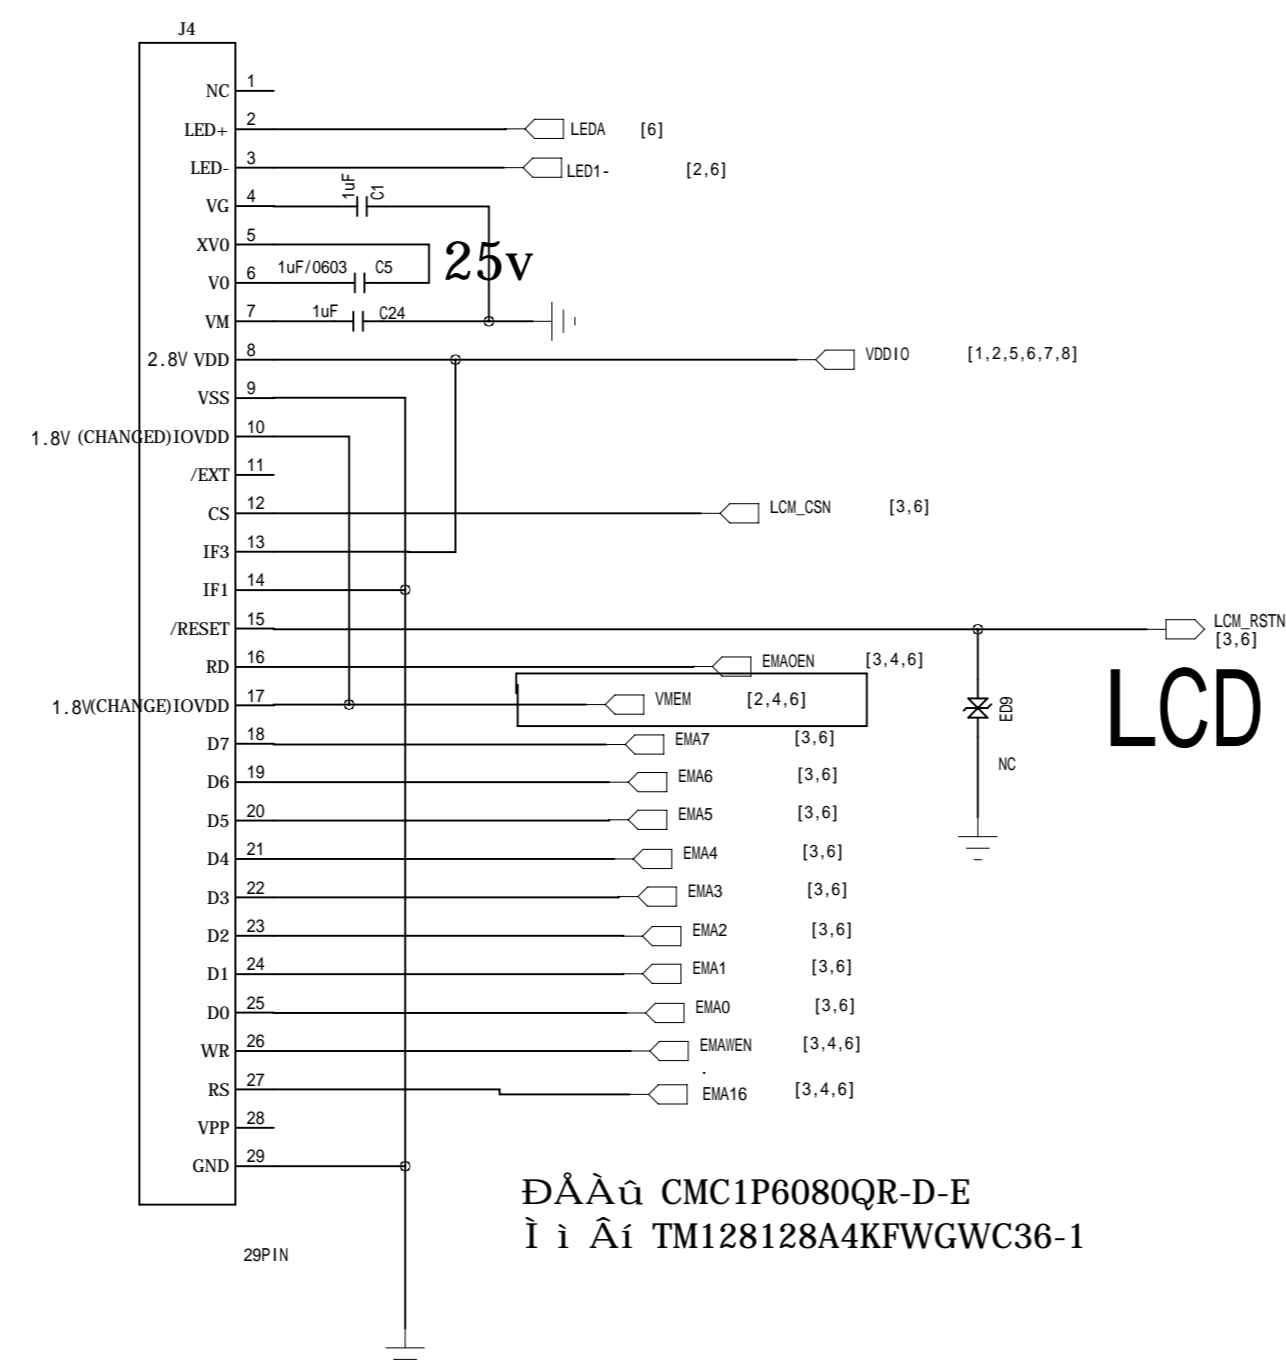 J4
NC 1
LED+ 2 LEDA [6]
LED- 3 LED1- [2,6]
VG 4 1uF C1
XV0 5 25v
V0 6 1uF/0603 C5
VM 7 1uF C24
2.8V VDD 8 VDDIO [1,2,5,6,7,8]
VSS 9
1.8V (CHANGED)IOVDD 10
/EXT 11
CS 12 LCM_CSN [3,6]
IF3 13
IF1 14
/RESET 15 LCM_RSTN
[3,6]
RD 16 EMAOEN [3,4,6]
LCD
1.8V(CHANGE)IOVDD 17 VMEM [2,4,6]
ED9
D7 18 EMA7 [3,6]
NC
D6 19 EMA6 [3,6]
D5 20 EMA5 [3,6]
D4 21 EMA4 [3,6]
D3 22 EMA3 [3,6]
D2 23 EMA2 [3,6]
D1 24 EMA1 [3,6]
D0 25 EMA0 [3,6]
WR 26 EMAWEN [3,4,6]
RS 27 EMA16 [3,4,6]
VPP 28
GND 29
ÐÅÀû CMC1P6080QR-D-E
Ì ì Âí TM128128A4KFWGWC36-1
29PIN